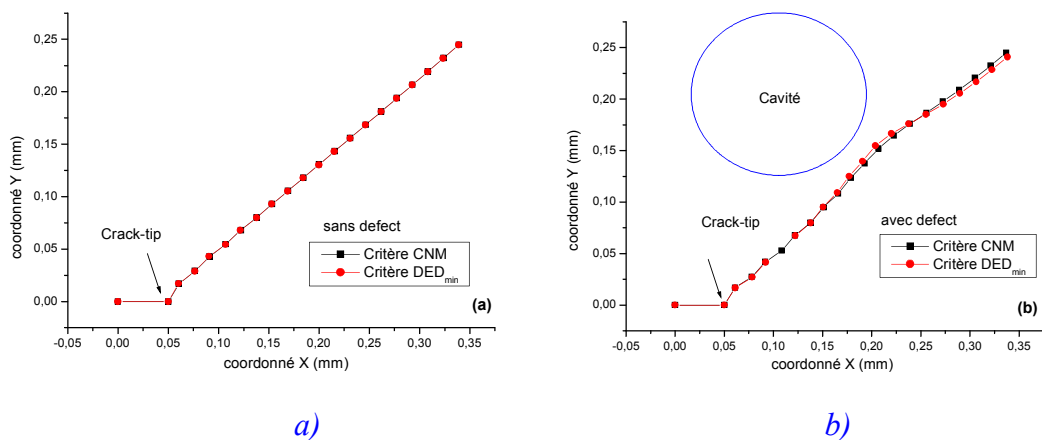 0,25
0,20
0,15
0,10
0,05
0,00
coordonné Y (mm)
Crack-tip
sans defect
Critère CNM
Critère DEDmin
(a)
-0,05 0,00 0,05 0,10 0,15 0,20 0,25 0,30 0,35
coordonné X (mm)
a)
0,25
0,20
0,15
0,10
0,05
0,00
coordonné Y (mm)
Cavité
Crack-tip
avec defect
Critère CNM
Critère DEDmin
(b)
-0,05 0,00 0,05 0,10 0,15 0,20 0,25 0,30 0,35
coordonné X (mm)
b)